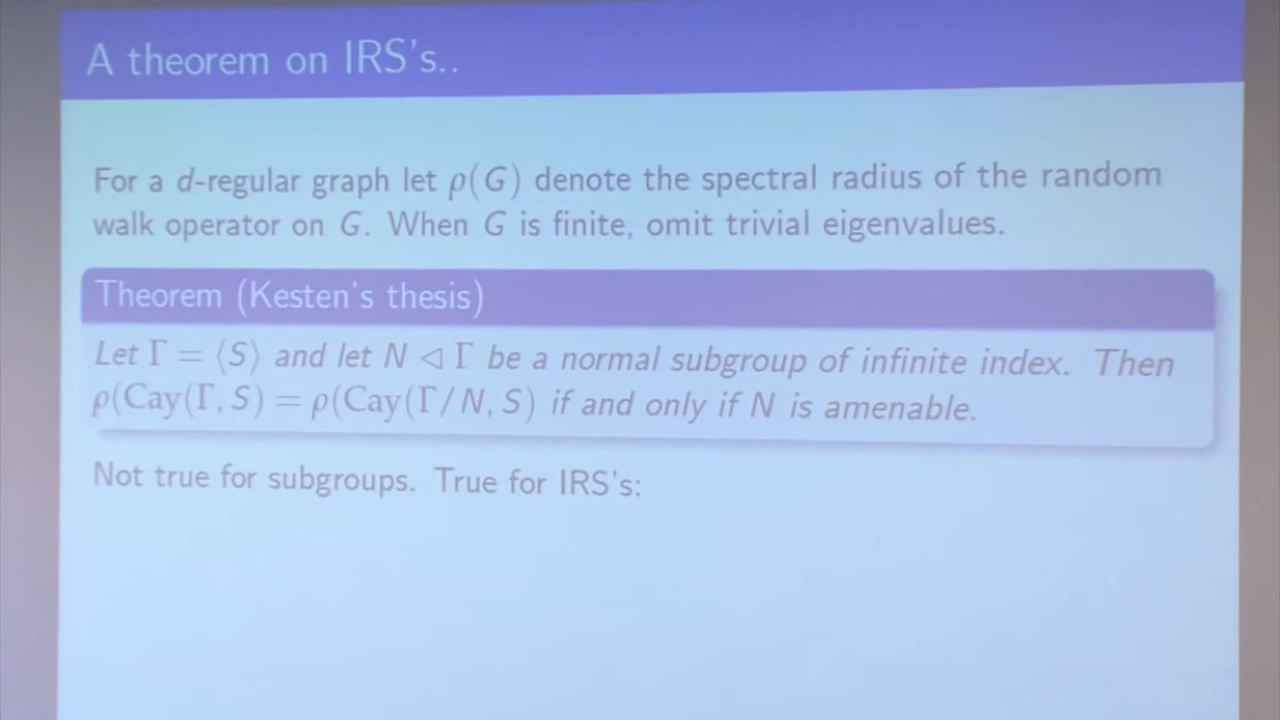 A theorem on IRS's..
For a d-regular graph let ρ(G) denote the spectral radius of the random
walk operator on G. When G is finite, omit trivial eigenvalues.
Theorem (Kesten's thesis)
Let Γ = ⟨S⟩ and let N ◁ Γ be a normal subgroup of infinite index. Then
ρ(Cay(Γ, S) = ρ(Cay(Γ/N, S) if and only if N is amenable.
Not true for subgroups. True for IRS's: